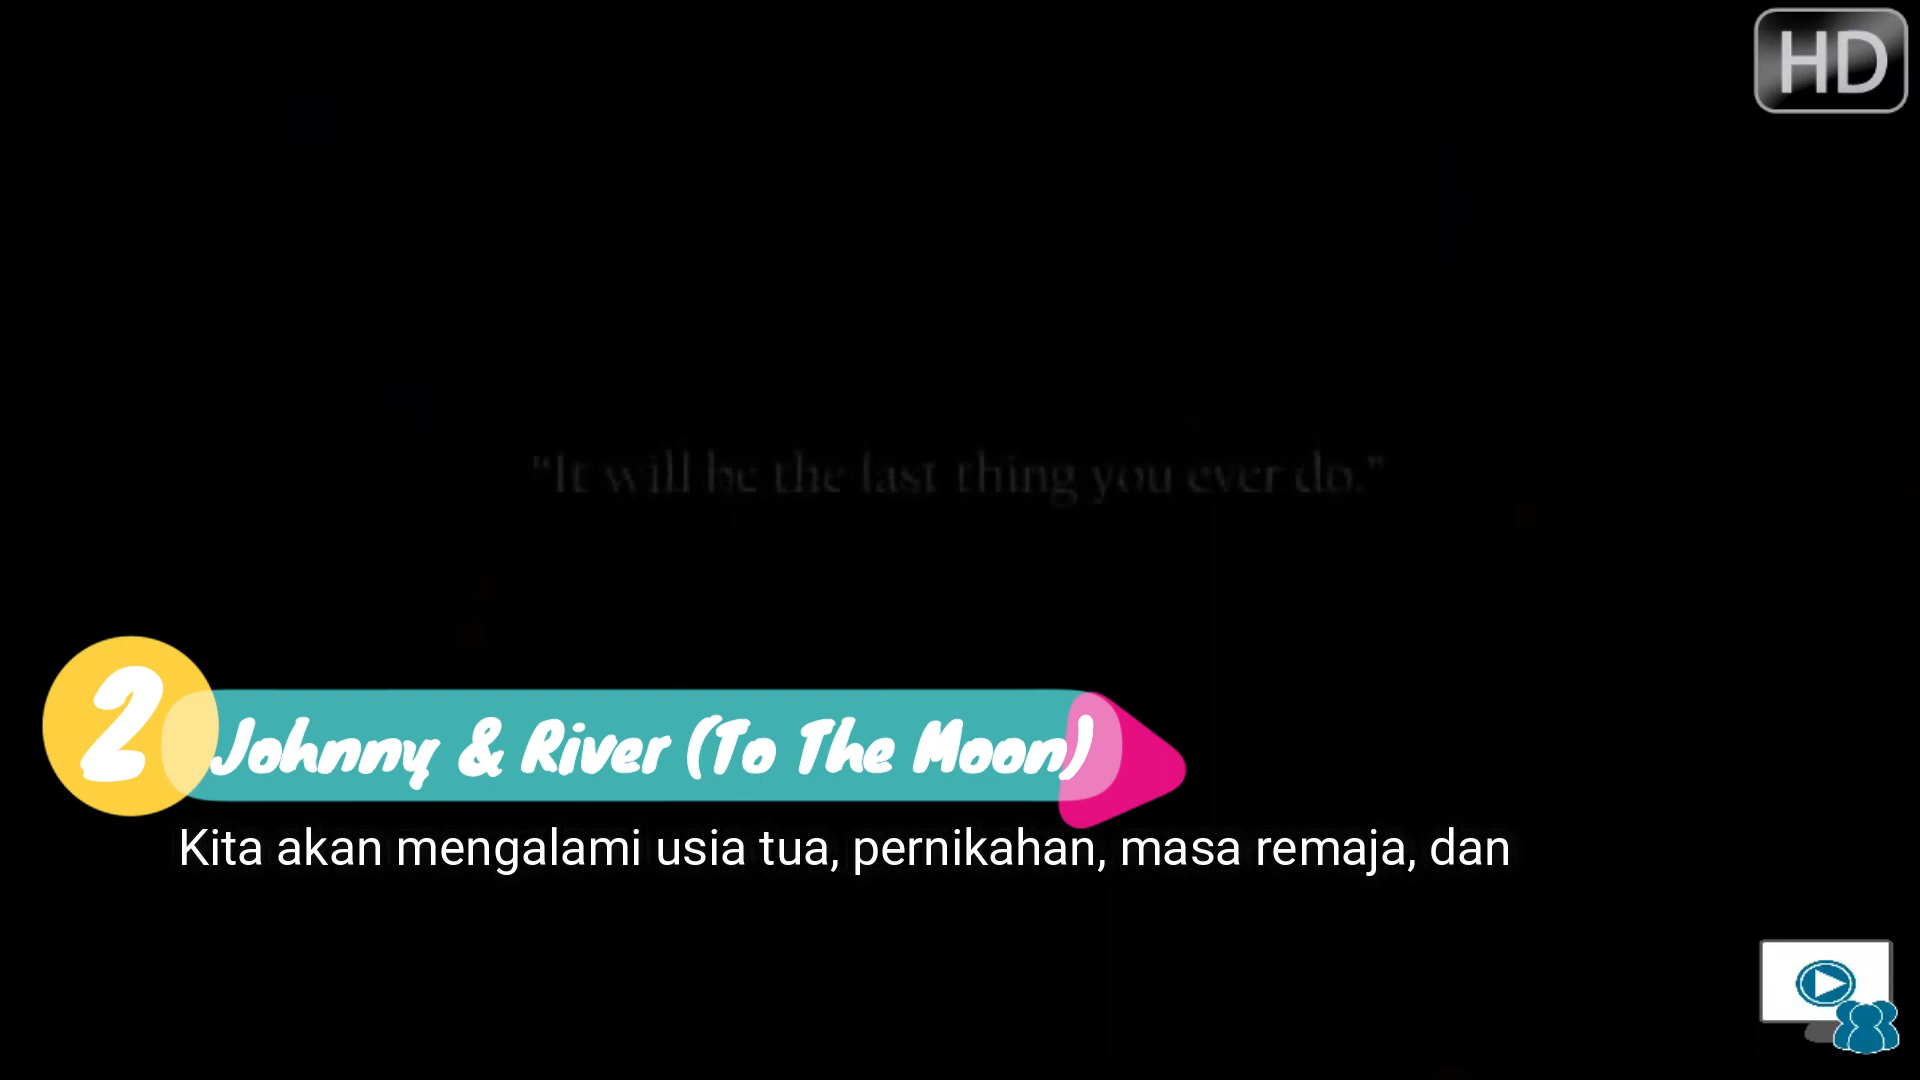 HD
"It will be the last thing you ever do."
2
Johnny & River (To The Moon)
Kita akan mengalami usia tua, pernikahan, masa remaja, dan